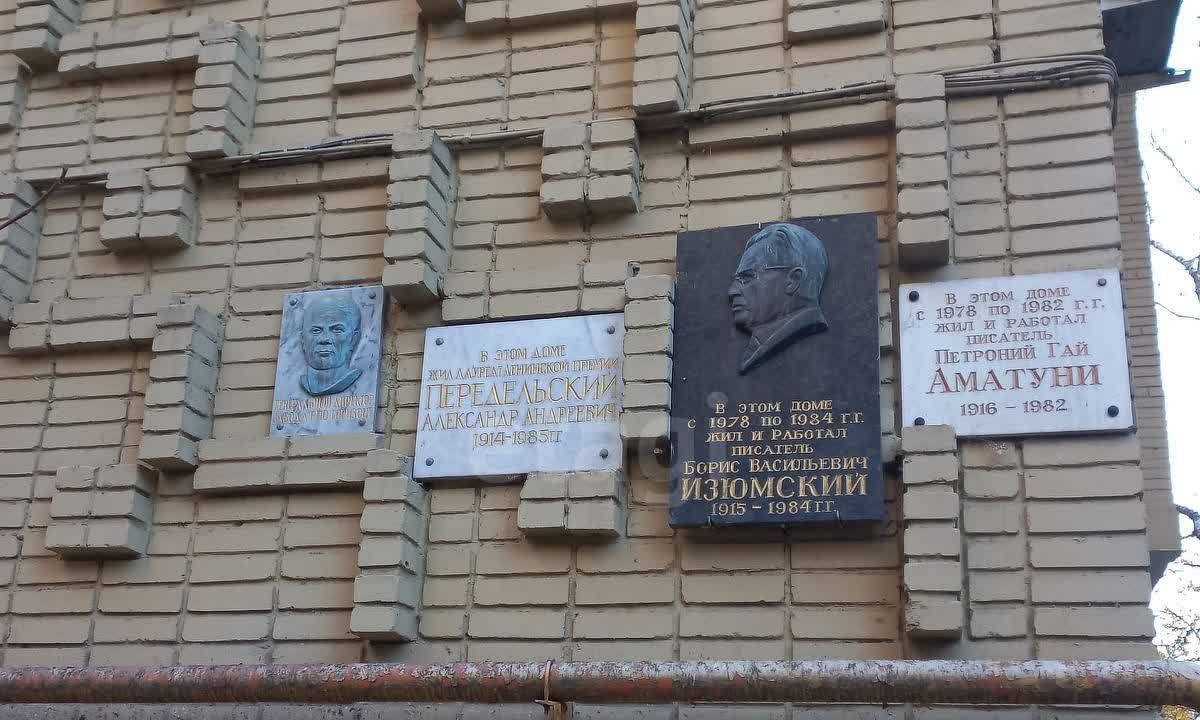 В ЭТОМ ДОМЕ
ЖИЛ ЛАУРЕАТ ЛЕНИНСКОЙ ПРЕМИИ
ПЕРЕДЕЛЬСКИЙ
АЛЕКСАНДР АНДРЕЕВИЧ
1914-1985ГГ
В ЭТОМ ДОМЕ
С 1978 ПО 1984 Г.Г.
ЖИЛ И РАБОТАЛ
ПИСАТЕЛЬ
БОРИС ВАСИЛЬЕВИЧ
ИЗЮМСКИЙ
1915 - 1984 ГГ.
В ЭТОМ ДОМЕ
С 1978 ПО 1982 Г.Г.
ЖИЛ И РАБОТАЛ
ПИСАТЕЛЬ
ПЕТРОНИЙ ГАЙ
АМАТУНИ
1916 - 1982